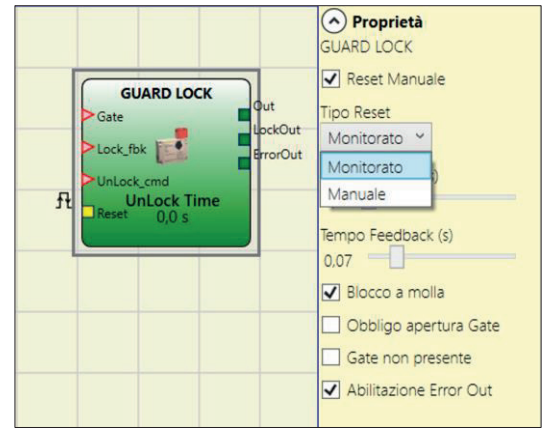 GUARD LOCK
Gate
Lock_fbk
UnLock_cmd
Reset
UnLock Time
0,0 s
Out
LockOut
ErrorOut
Proprietà
GUARD LOCK
Reset Manuale
Tipo Reset
Monitorato
Monitorato
Manuale
Tempo Feedback (s)
0,07
Blocco a molla
Obbligo apertura Gate
Gate non presente
Abilitazione Error Out